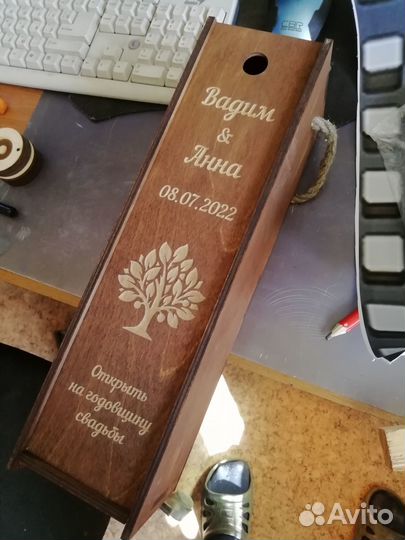 Вадим
&
Анна
08.07.2022
Открыть
на годовщину
свадьбы
Avito